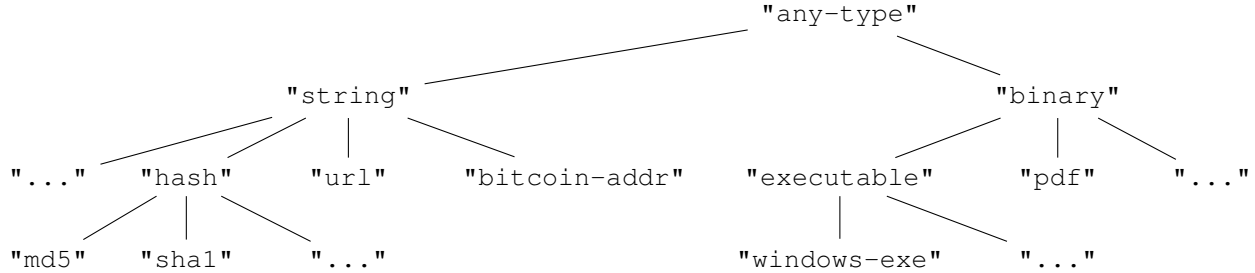 "any-type"
"string" "binary"
"..." "hash" "url" "bitcoin-addr" "executable" "pdf" "..."
"md5" "sha1" "..." "windows-exe" "..."